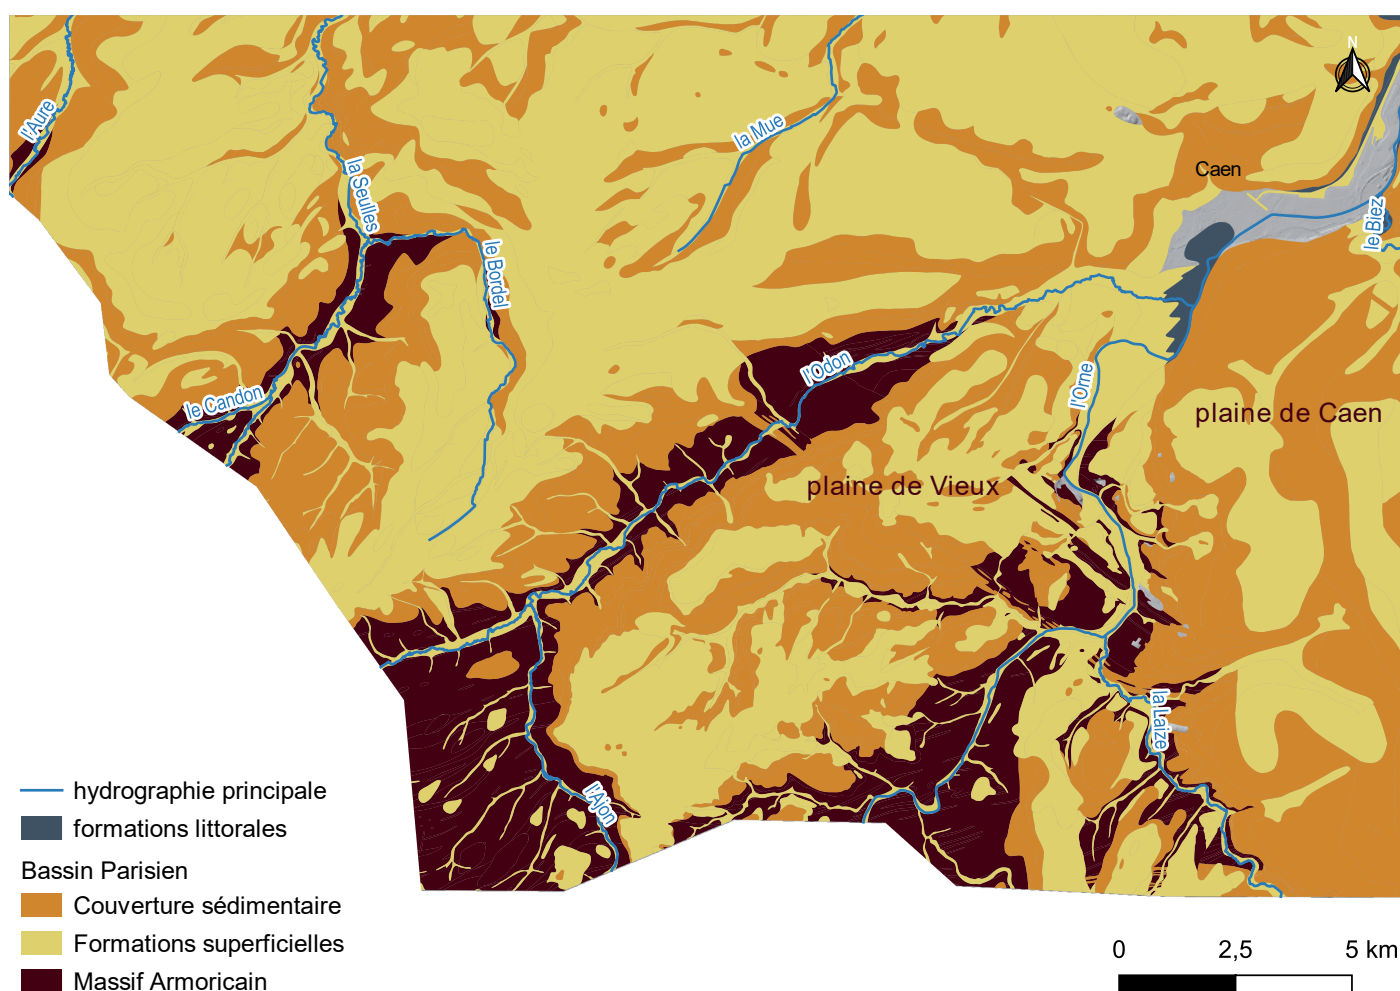 N
l'Aure
la Seulles
la Mue
Caen
le Biez
le Bordel
l'Odon
l'Orne
le Candon
plaine de Caen
plaine de Vieux
la Laize
l'Ajon
hydrographie principale
formations littorales
Bassin Parisien
Couverture sédimentaire
Formations superficielles
Massif Armoricain
0 2,5 5 km